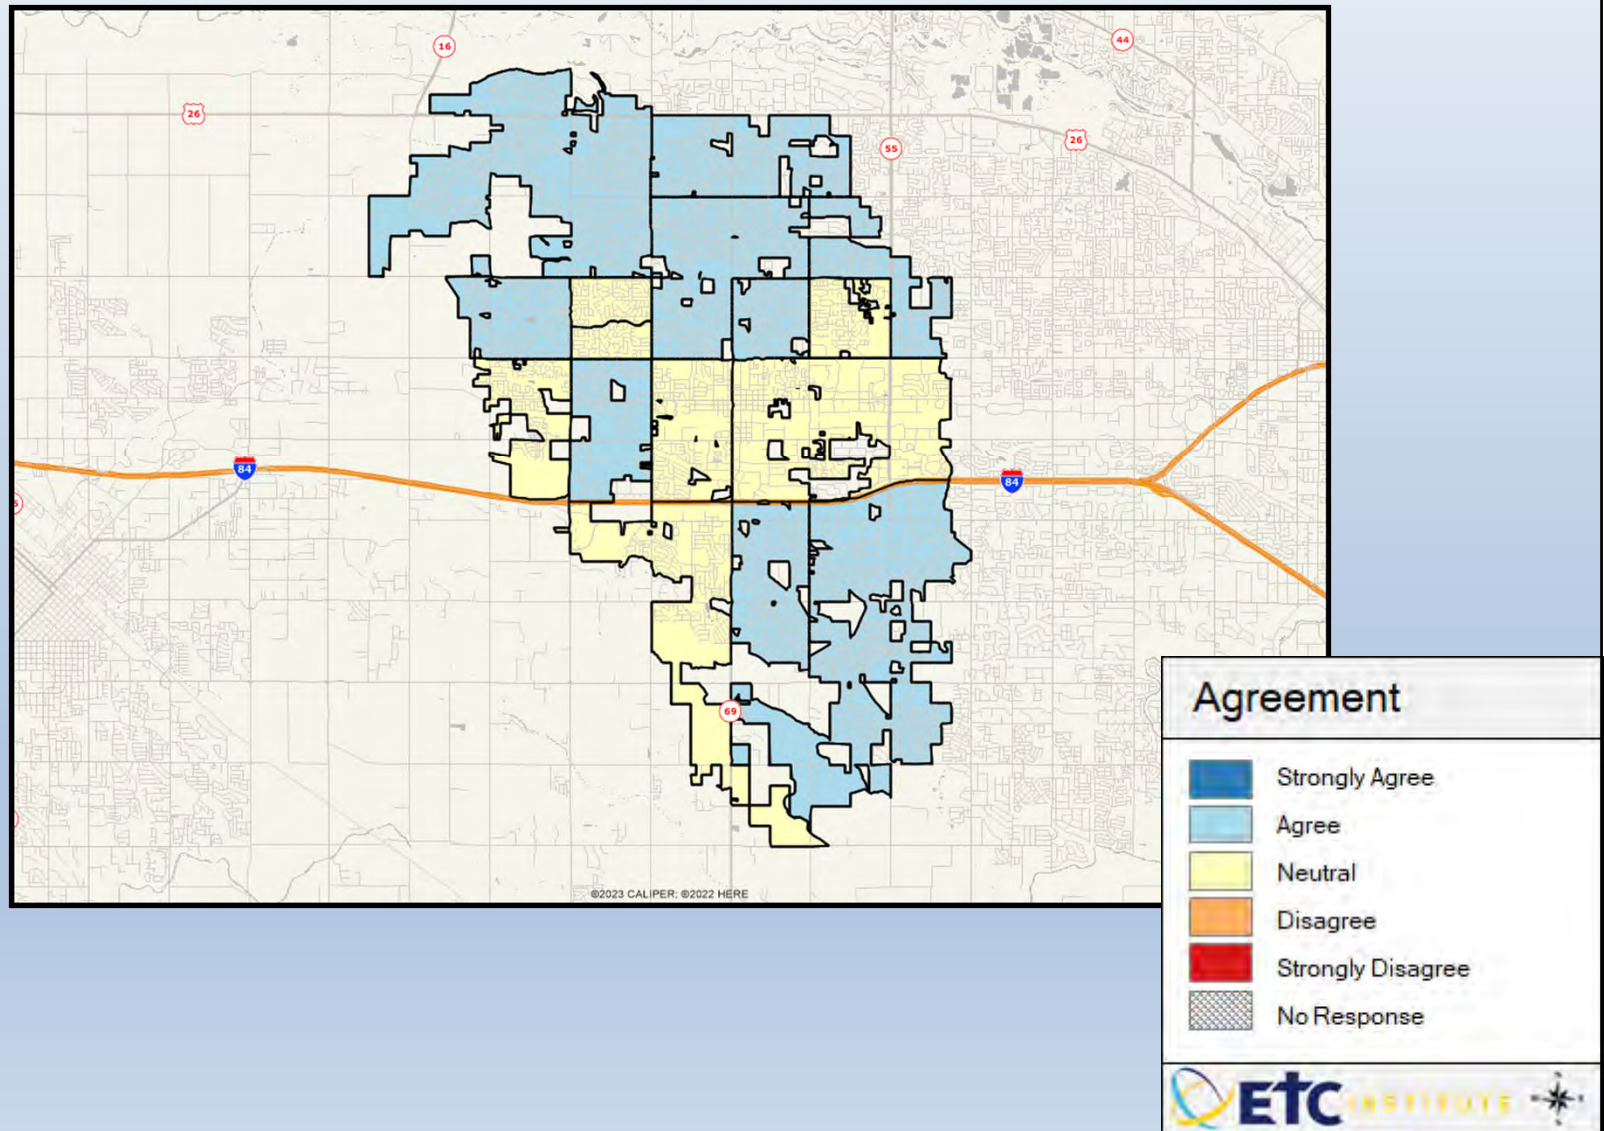 16
44
26
55
26
84
84
69
©2023 CALIPER; ©2022 HERE
Agreement
Strongly Agree
Agree
Neutral
Disagree
Strongly Disagree
No Response
ETC
INSTITUTE